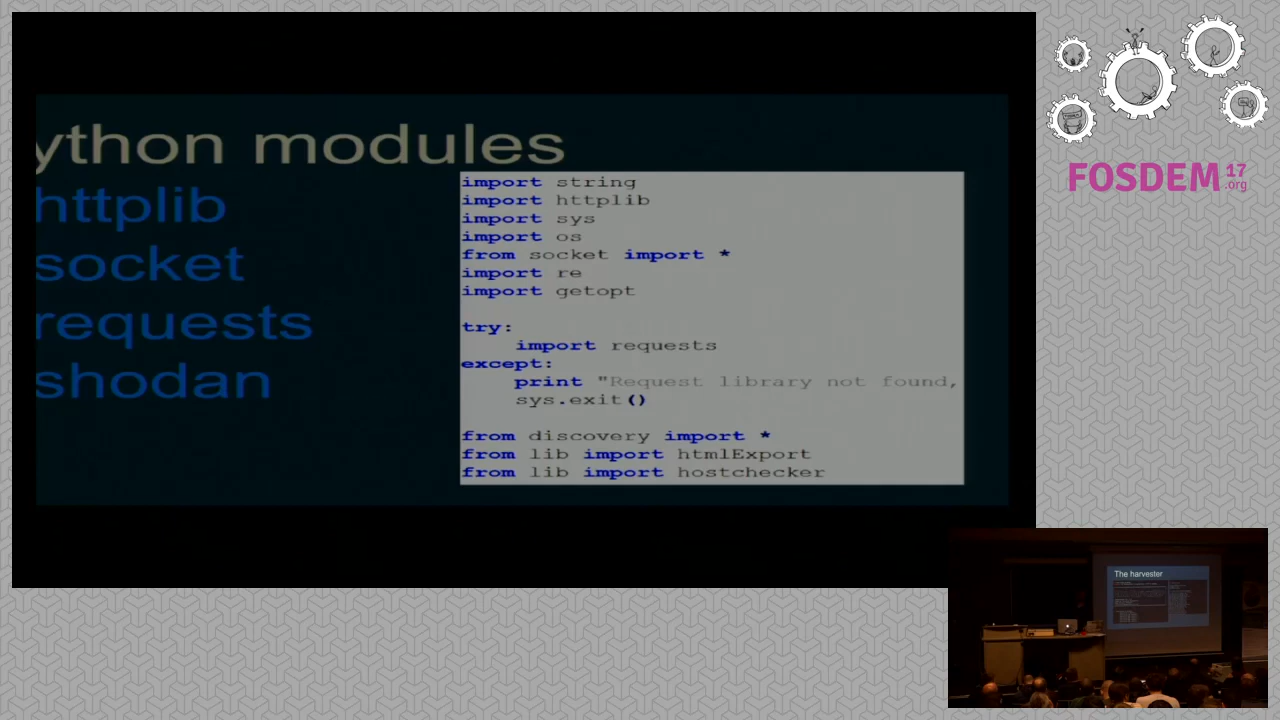 ython modules
httplib
socket
requests
shodan
import string
import httplib
import sys
import os
from socket import *
import re
import getopt
try:
import requests
except:
print "Request library not found,
sys.exit()
from discovery import *
from lib import htmlExport
from lib import hostchecker
FOSDEM 17
.org
The harvester